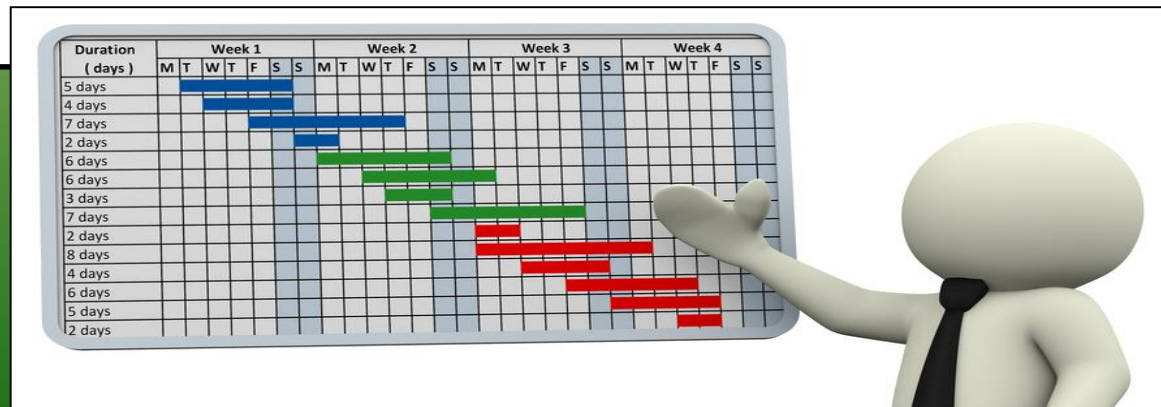 Duration Week 1 Week 2 Week 3 Week 4
( days ) M T W T F S S M T W T F S S M T W T F S S M T W T F S S
5 days
4 days
7 days
2 days
6 days
6 days
3 days
7 days
2 days
8 days
4 days
6 days
5 days
2 days